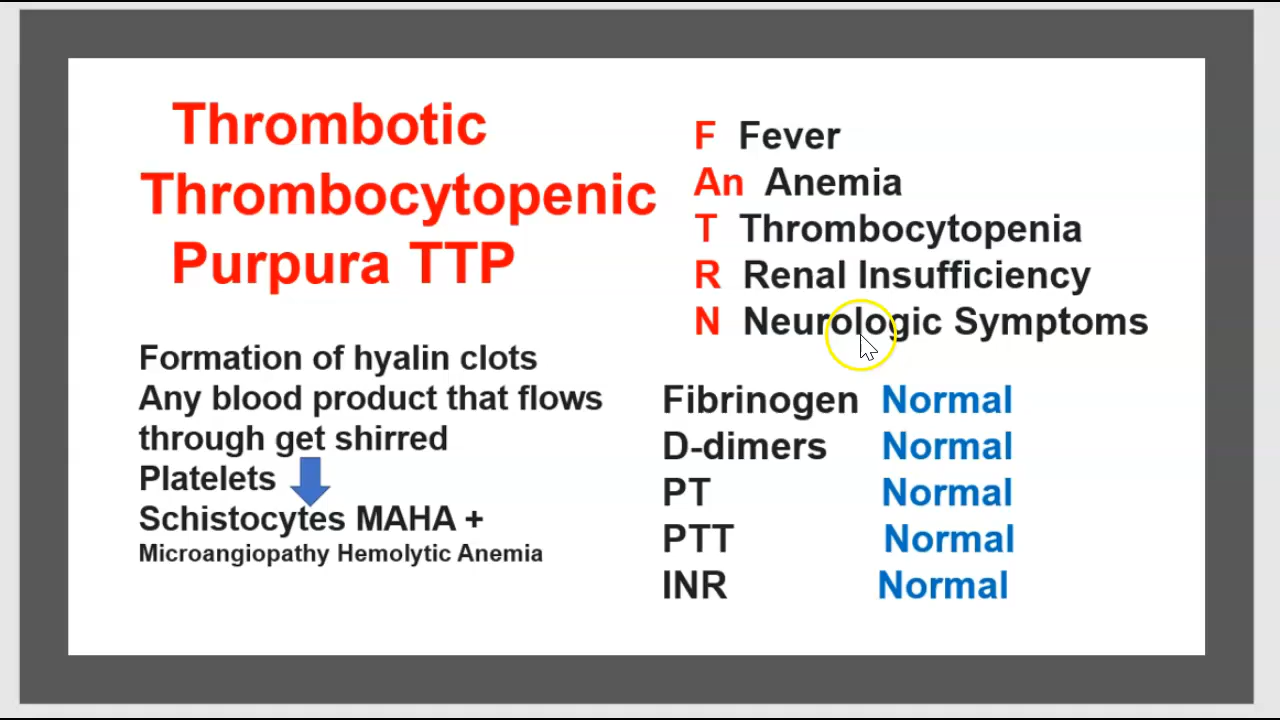 Thrombotic
Thrombocytopenic
Purpura TTP
Formation of hyalin clots
Any blood product that flows
through get shirred
Platelets
Schistocytes MAHA +
Microangiopathy Hemolytic Anemia
F Fever
An Anemia
T Thrombocytopenia
R Renal Insufficiency
N Neurologic Symptoms
Fibrinogen Normal
D-dimers Normal
PT Normal
PTT Normal
INR Normal